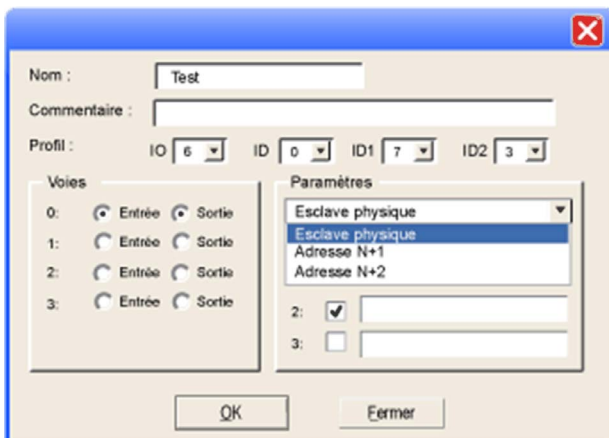 Nom : Test
Commentaire :
Profil : IO 6 ID 0 ID1 7 ID2 3
Voies
0: Entrée Sortie
1: Entrée Sortie
2: Entrée Sortie
3: Entrée Sortie
Paramètres
Esclave physique
Esclave physique
Adresse N+1
Adresse N+2
2:
3:
OK Fermer